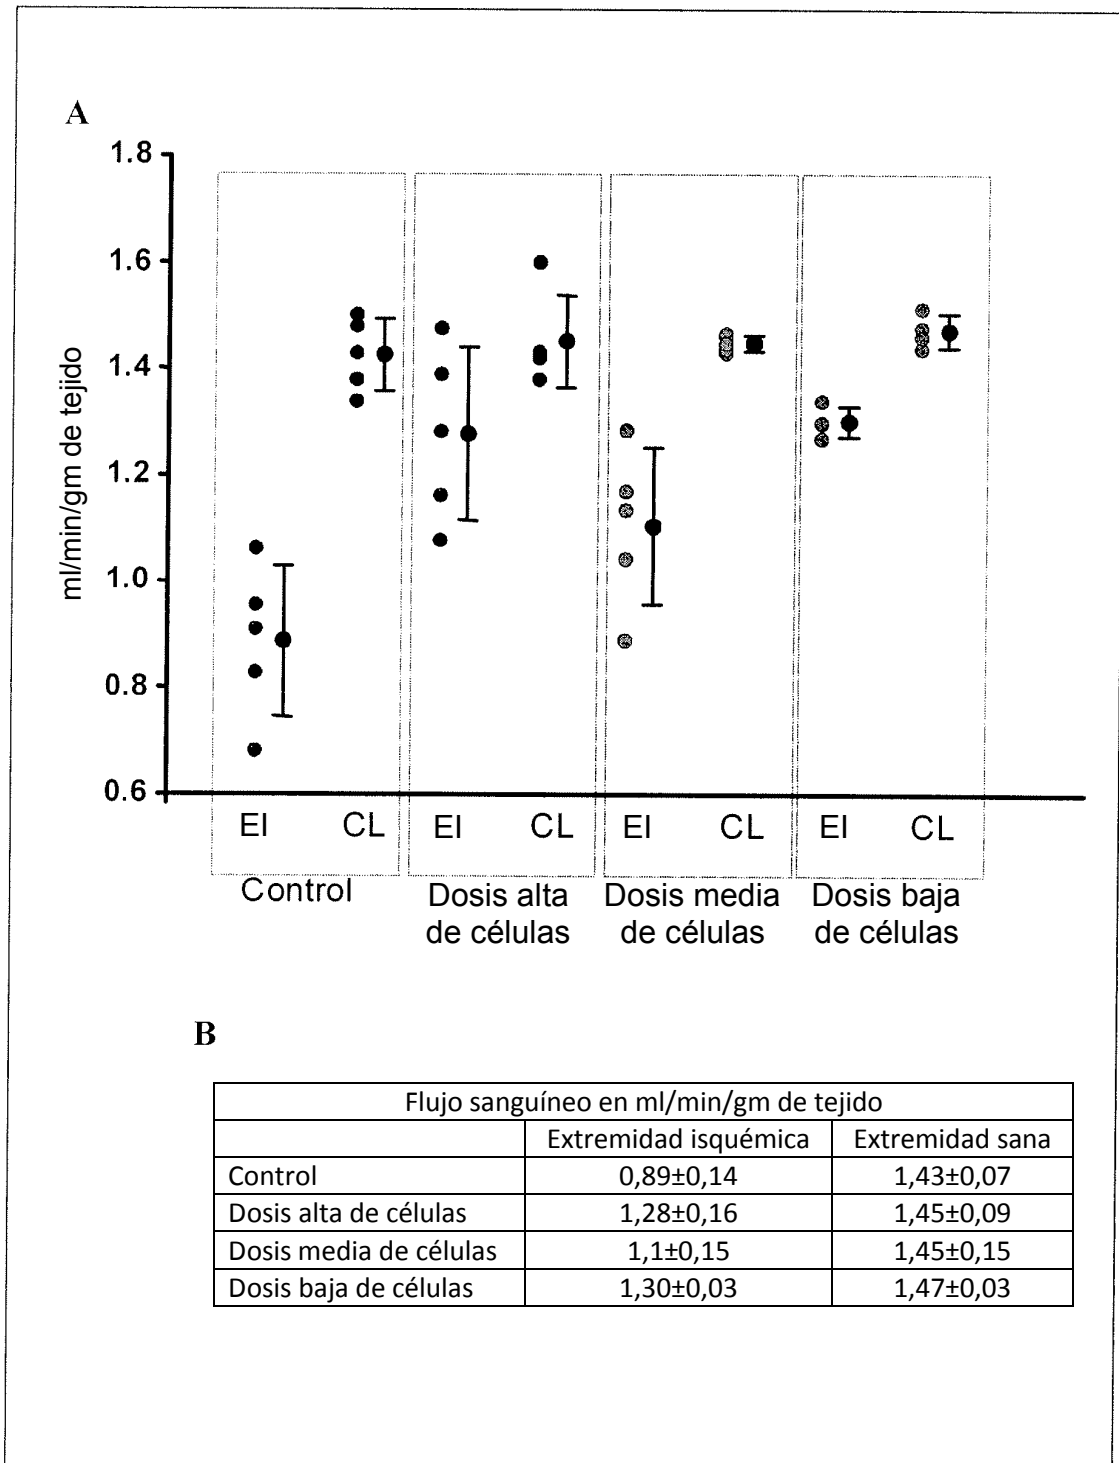 A
1.8
1.6
1.4
1.2
1.0
0.8
0.6
ml/min/gm de tejido
EI CL EI CL EI CL EI CL
Control Dosis alta de células Dosis media de células Dosis baja de células
B
Flujo sanguíneo en ml/min/gm de tejido
Extremidad isquémica Extremidad sana
Control 0,89±0,14 1,43±0,07
Dosis alta de células 1,28±0,16 1,45±0,09
Dosis media de células 1,1±0,15 1,45±0,15
Dosis baja de células 1,30±0,03 1,47±0,03